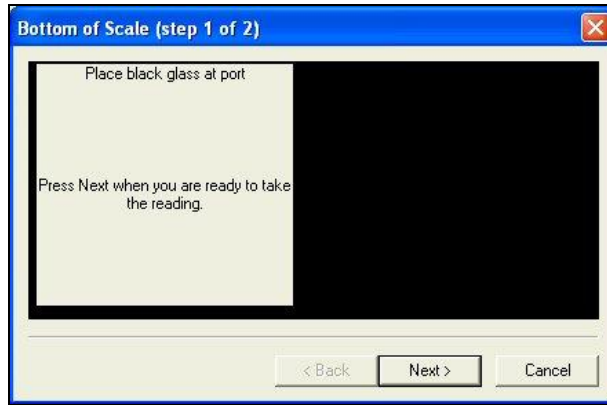 Bottom of Scale (step 1 of 2)
Place black glass at port
Press Next when you are ready to take
the reading.
< Back
Next >
Cancel